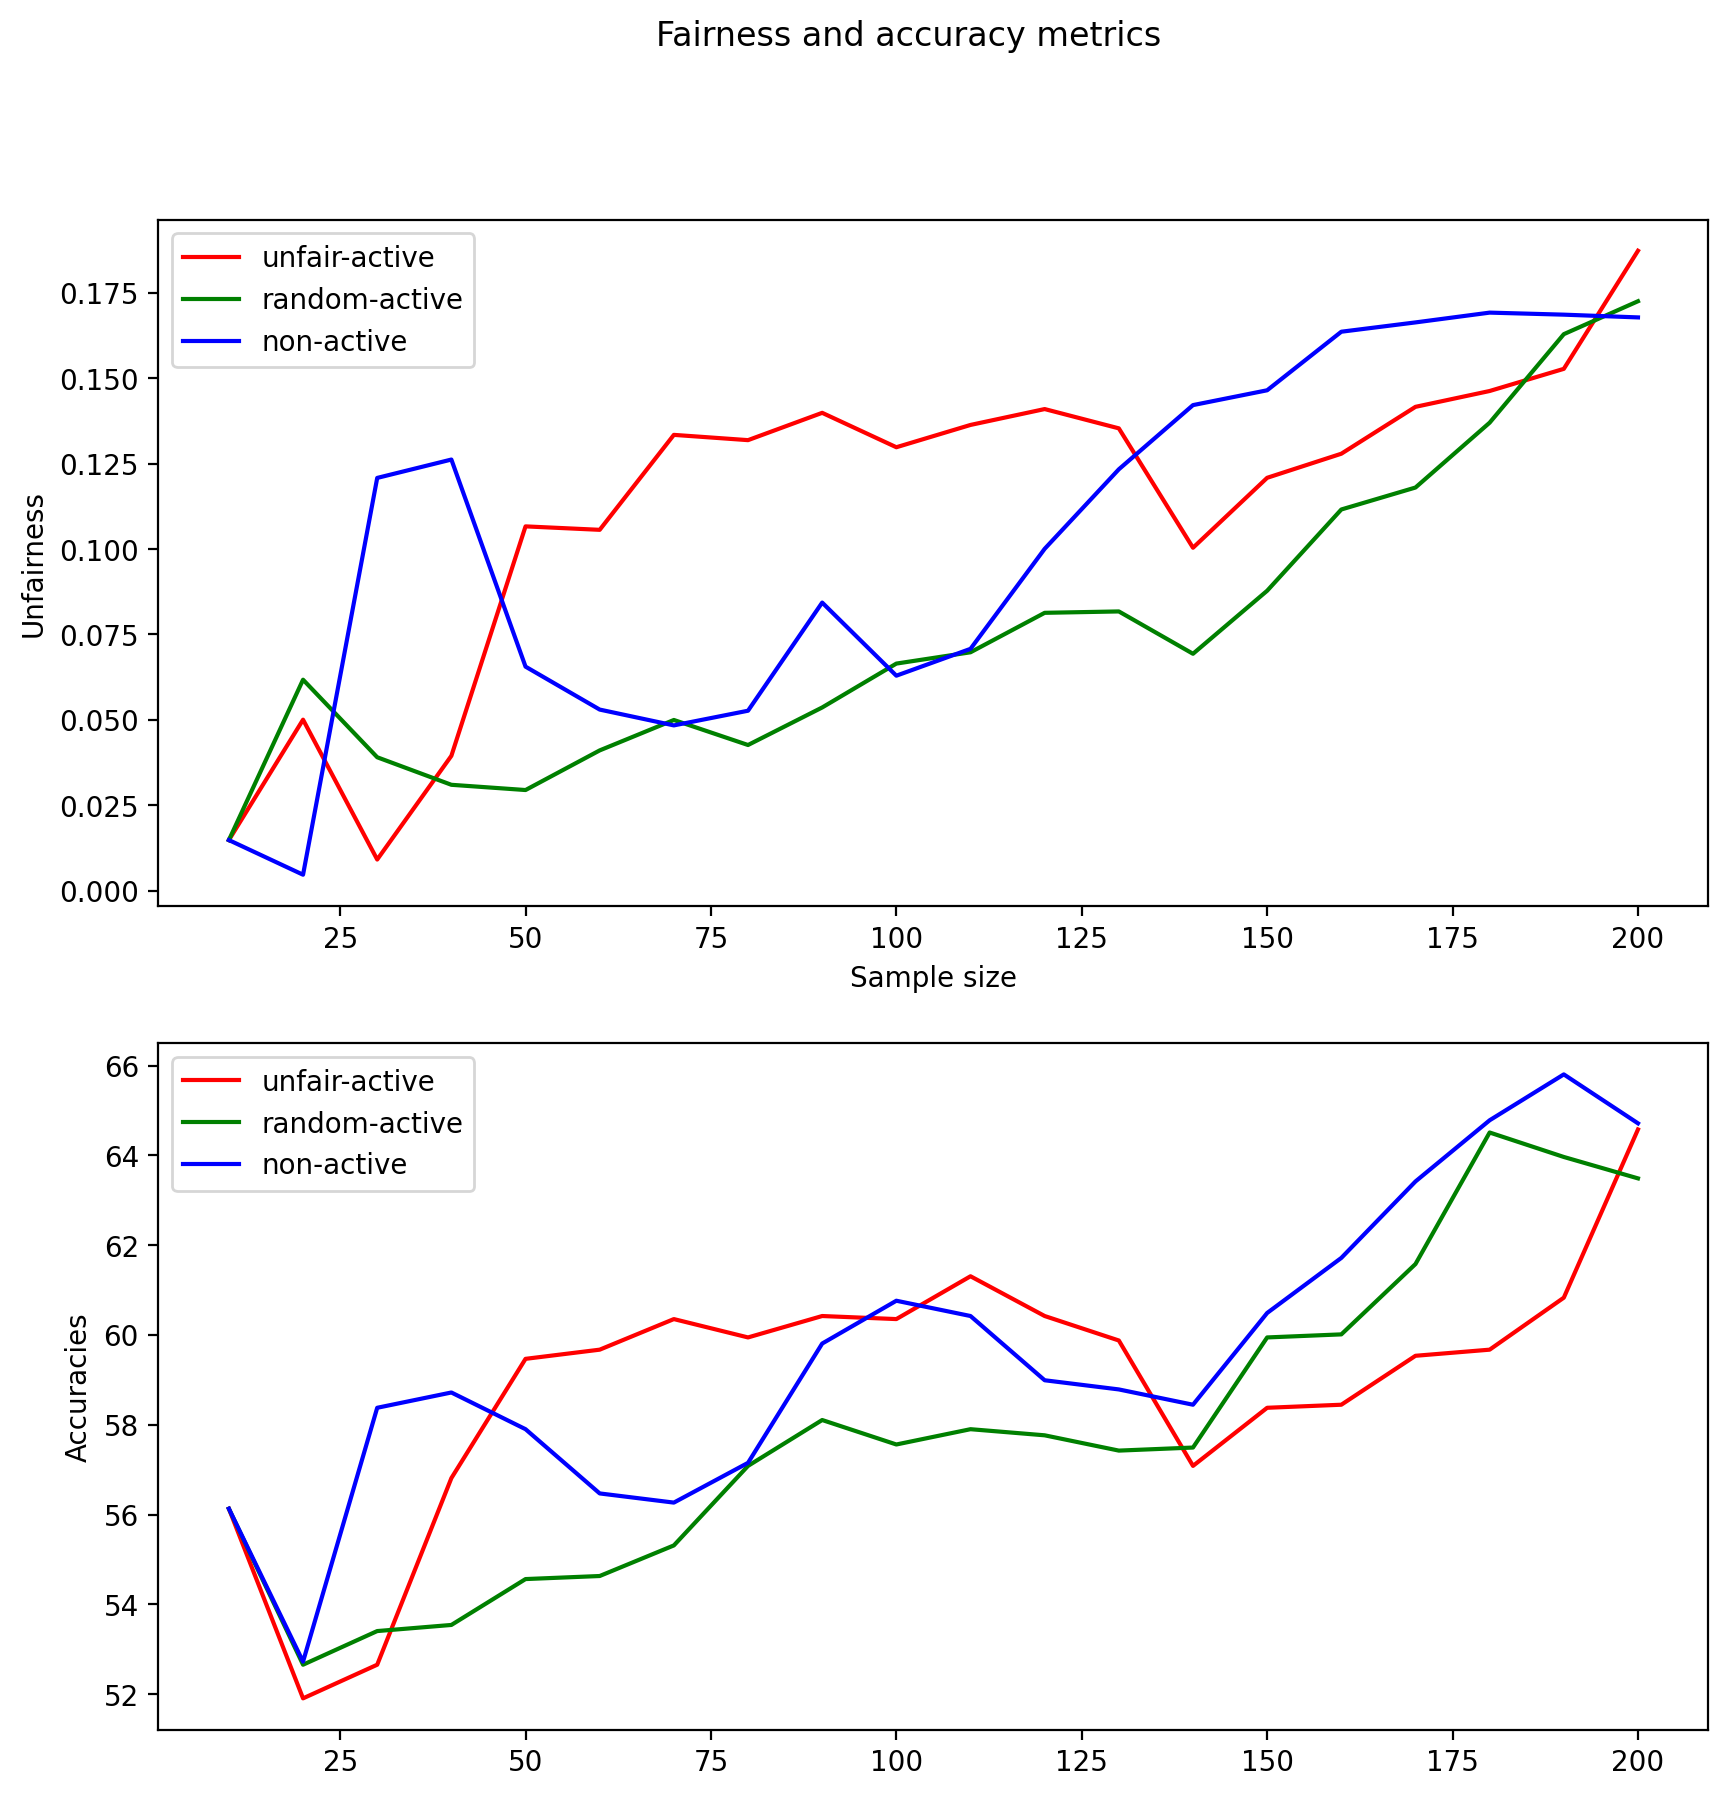 Fairness and accuracy metrics
unfair-active
random-active
non-active
0.175
0.150
0.125
0.100
0.075
0.050
0.025
0.000
Unfairness
25 50 75 100 125 150 175 200
Sample size
unfair-active
random-active
non-active
66
64
62
60
58
56
54
52
Accuracies
25 50 75 100 125 150 175 200